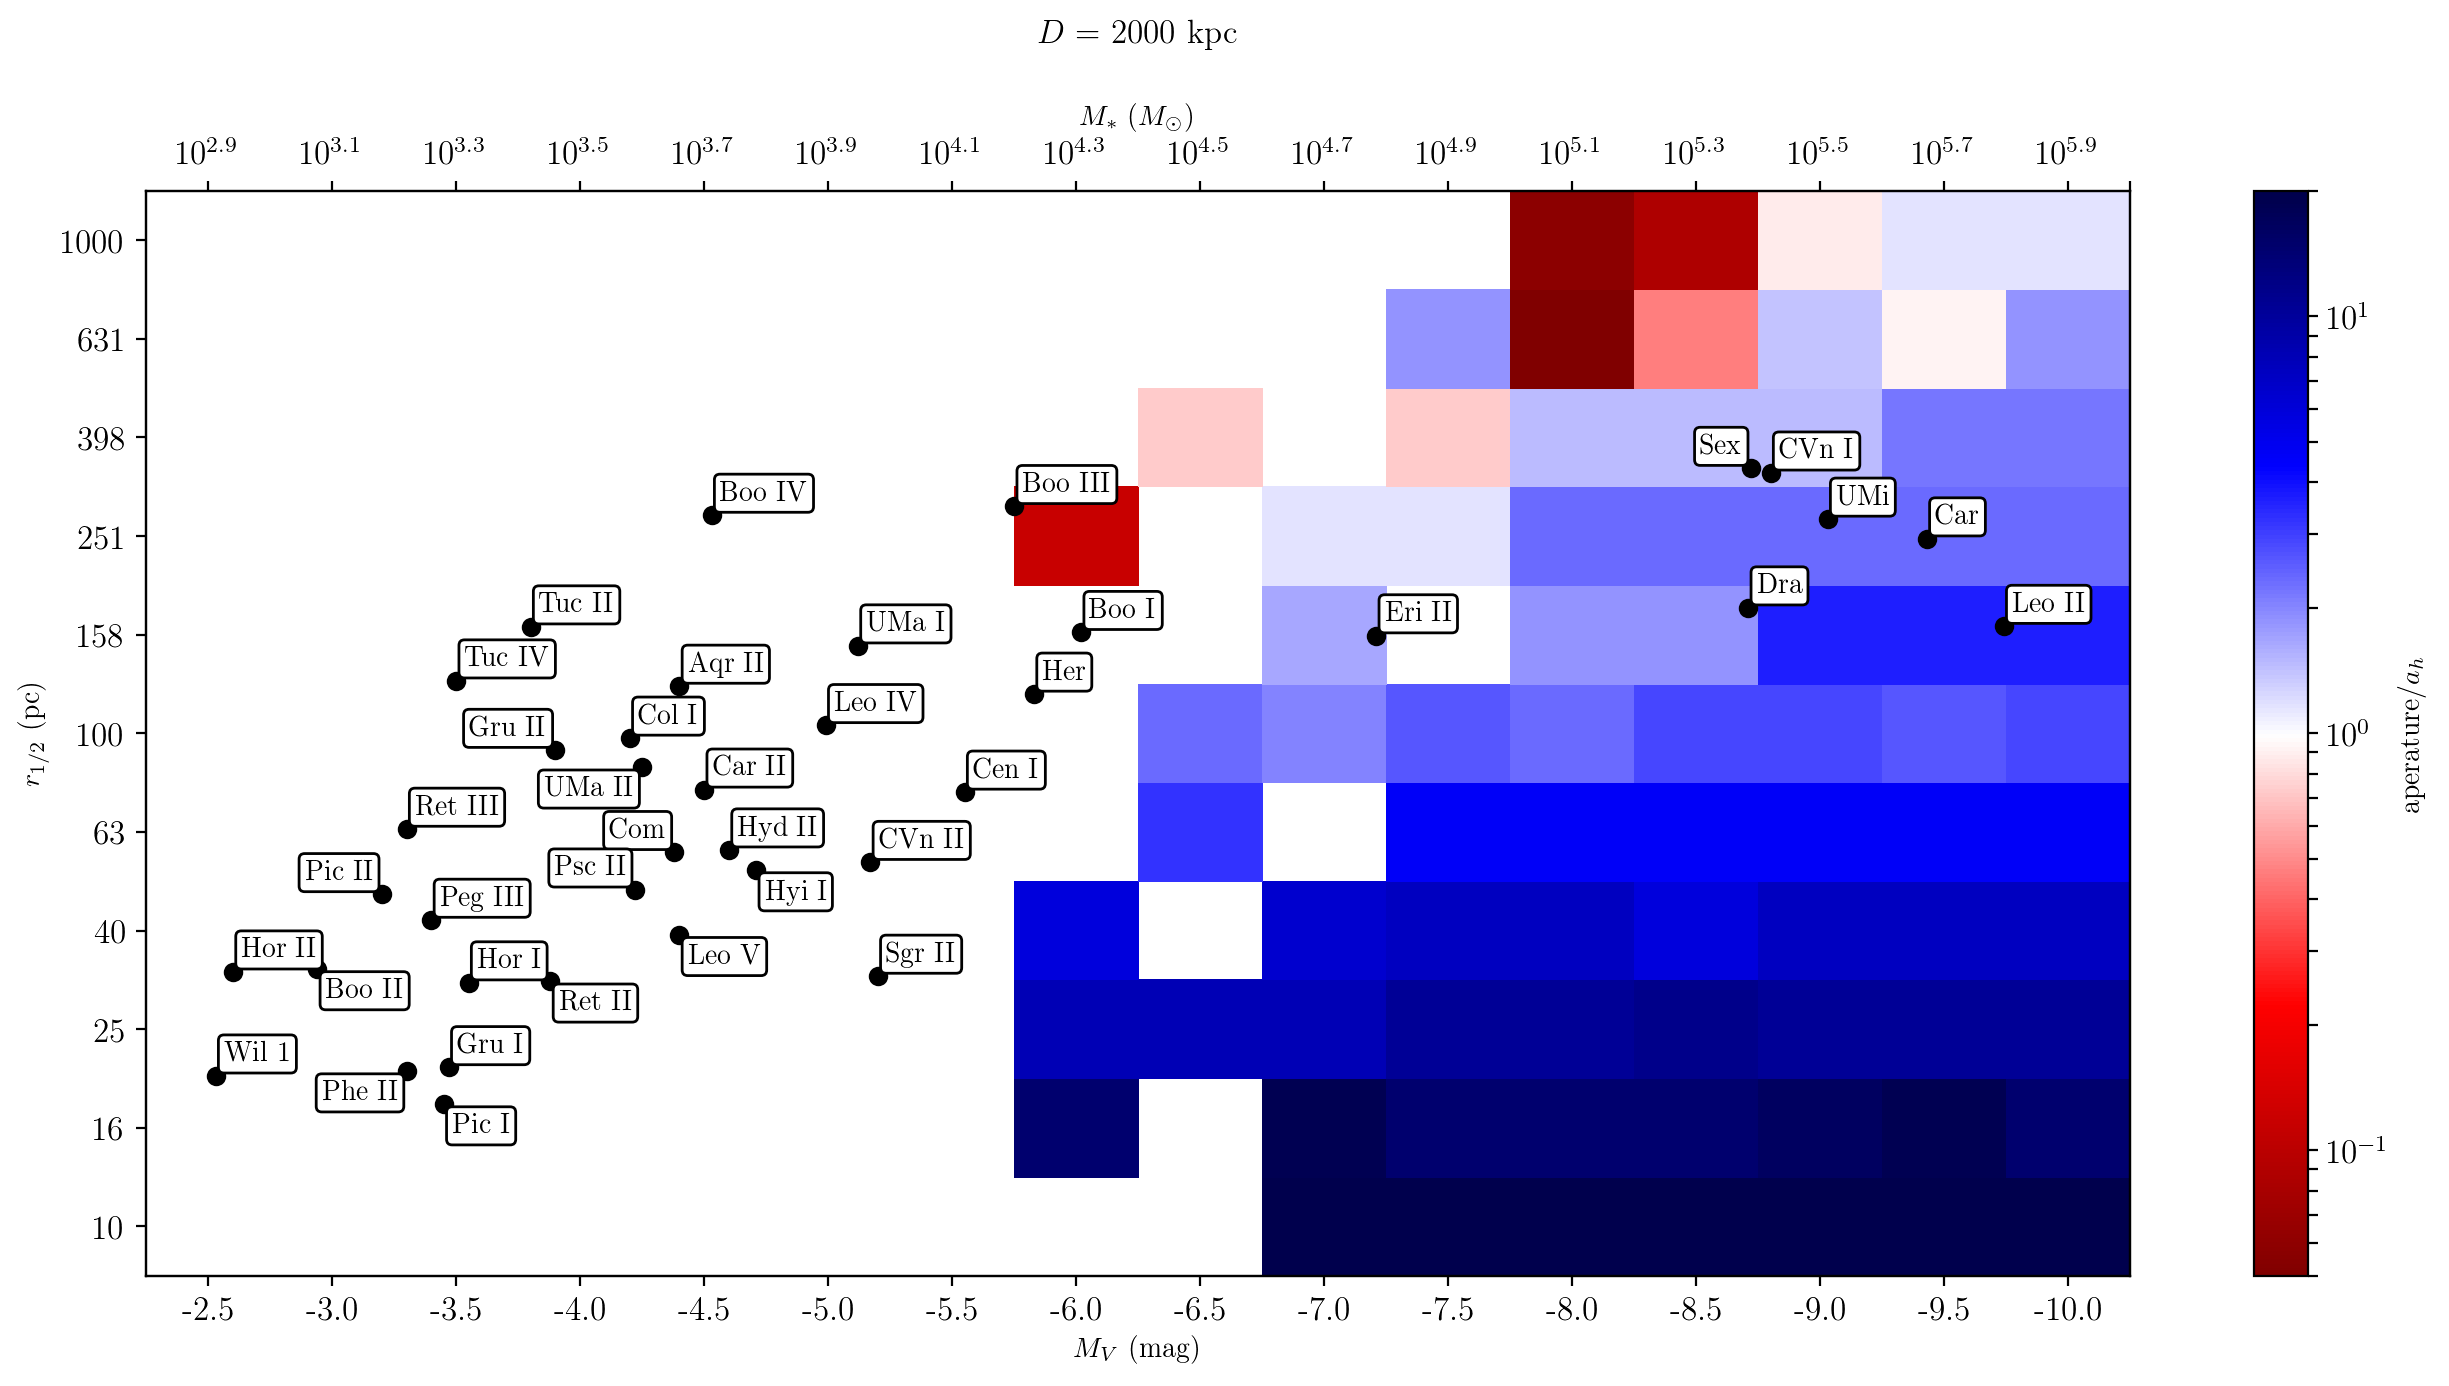 D = 2000 kpc
M∗ (M⊙)
10^2.9 10^3.1 10^3.3 10^3.5 10^3.7 10^3.9 10^4.1 10^4.3 10^4.5 10^4.7 10^4.9 10^5.1 10^5.3 10^5.5 10^5.7 10^5.9
1000
631
398
251
158
100
63
40
25
16
10
r1/2 (pc)
Sex
CVn I
Boo IV
Boo III
UMi
Car
Dra
Tuc II
Boo I
Eri II
Leo II
UMa I
Tuc IV
Aqr II
Her
Leo IV
Col I
Gru II
Car II
Cen I
UMa II
Ret III
Com
Hyd II
CVn II
Pic II
Psc II
Peg III
Hyi I
Hor II
Hor I
Leo V
Sgr II
Boo II
Ret II
Wil 1
Gru I
Phe II
Pic I
-2.5 -3.0 -3.5 -4.0 -4.5 -5.0 -5.5 -6.0 -6.5 -7.0 -7.5 -8.0 -8.5 -9.0 -9.5 -10.0
MV (mag)
10^1
10^0
10^−1
aperature/ah